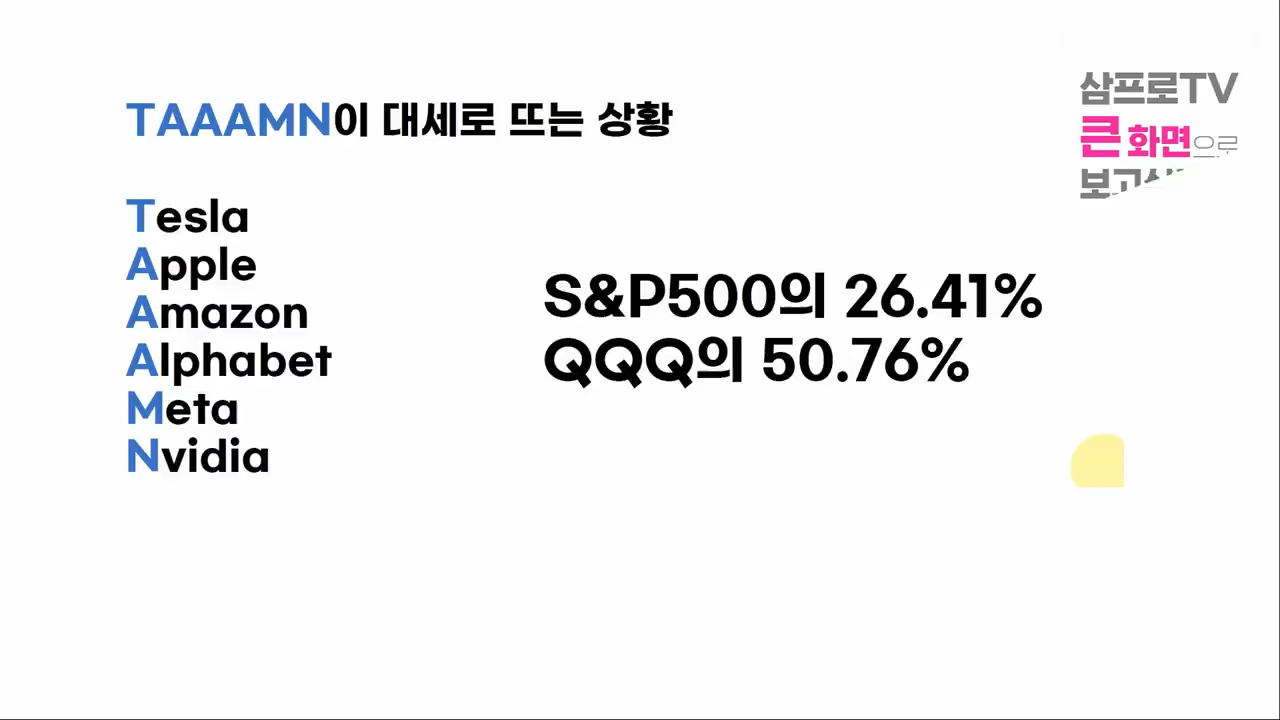 TAAAMN이 대세로 뜨는 상황
Tesla
Apple
Amazon
Alphabet
Meta
Nvidia
S&P500의 26.41%
QQQ의 50.76%
삼프로TV
큰 화면으로